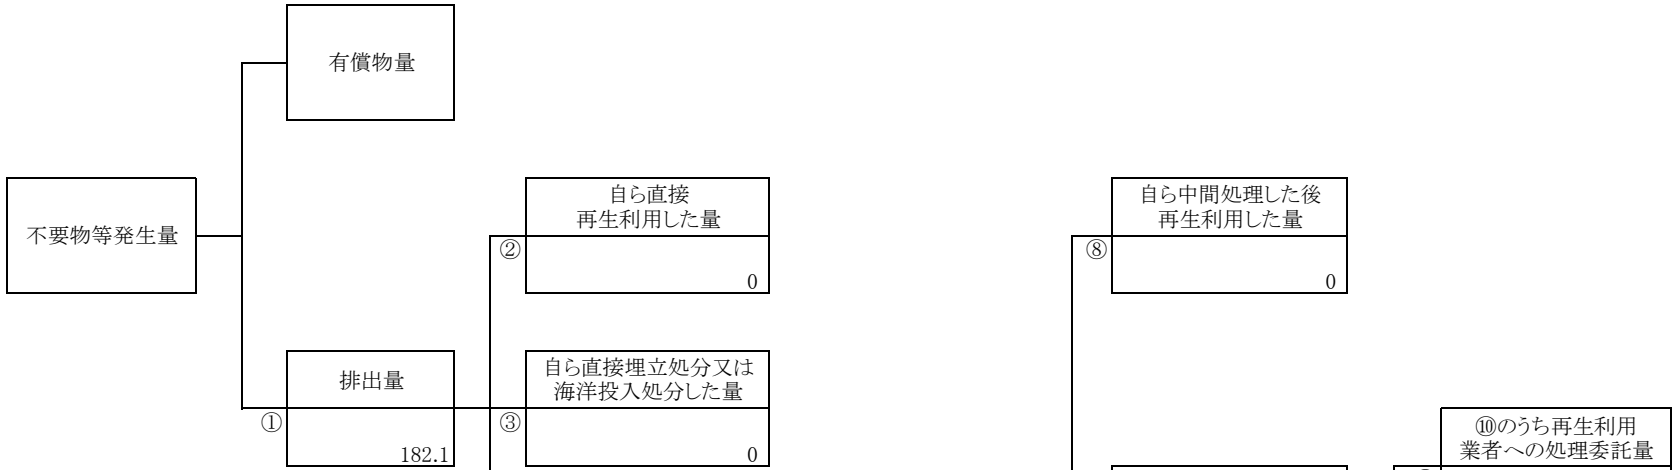 有償物量
不要物等発生量
自ら直接
再生利用した量
②
0
自ら中間処理した後
再生利用した量
⑧
0
排出量
①
182.1
自ら直接埋立処分又は
海洋投入処分した量
③
0
⑩のうち再生利用
業者への処理委託量